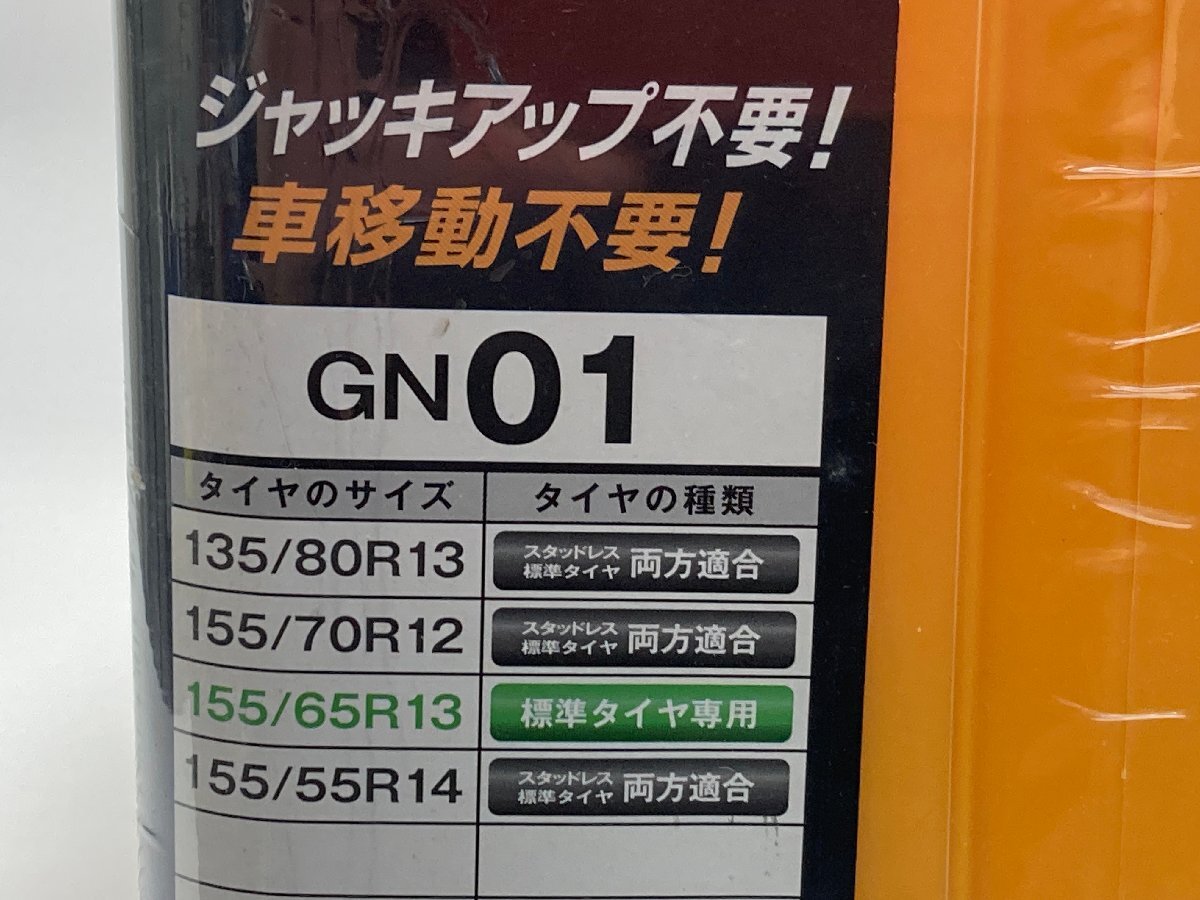 ジャッキアップ不要!
車移動不要!
GN01
タイヤのサイズ タイヤの種類
135/80R13 スタッドレス 標準タイヤ 両方適合
155/70R12 スタッドレス 標準タイヤ 両方適合
155/65R13 標準タイヤ専用
155/55R14 スタッドレス 標準タイヤ 両方適合